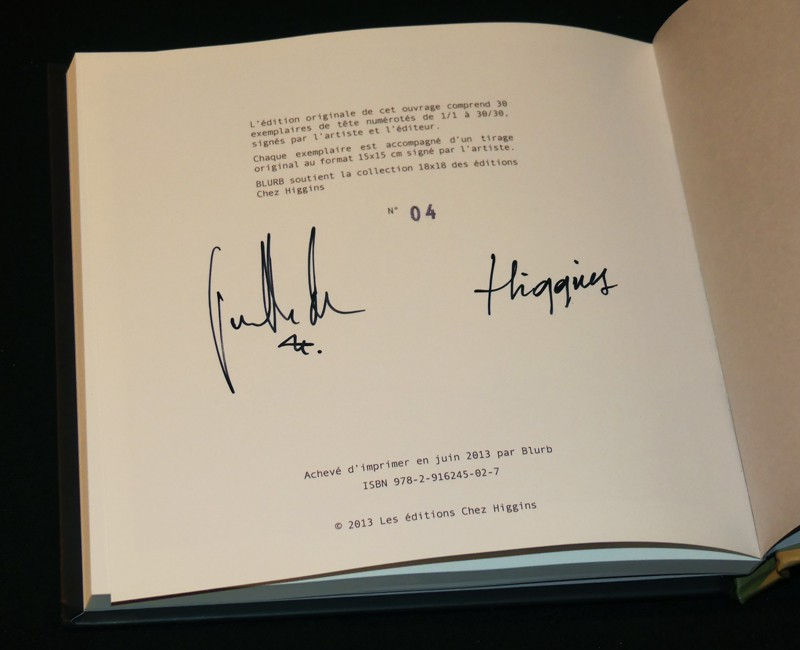 L'édition originale de cet ouvrage comprend 30
exemplaires de tête numérotés de 1/1 à 30/30,
signés par l'artiste et l'éditeur.
Chaque exemplaire est accompagné d'un tirage
original au format 15x15 cm signé par l'artiste.
BLURB soutient la collection 18x18 des éditions
Chez Higgins
N° 04
Higgins
Achevé d'imprimer en juin 2013 par Blurb
ISBN 978-2-916245-02-7
© 2013 Les éditions Chez Higgins